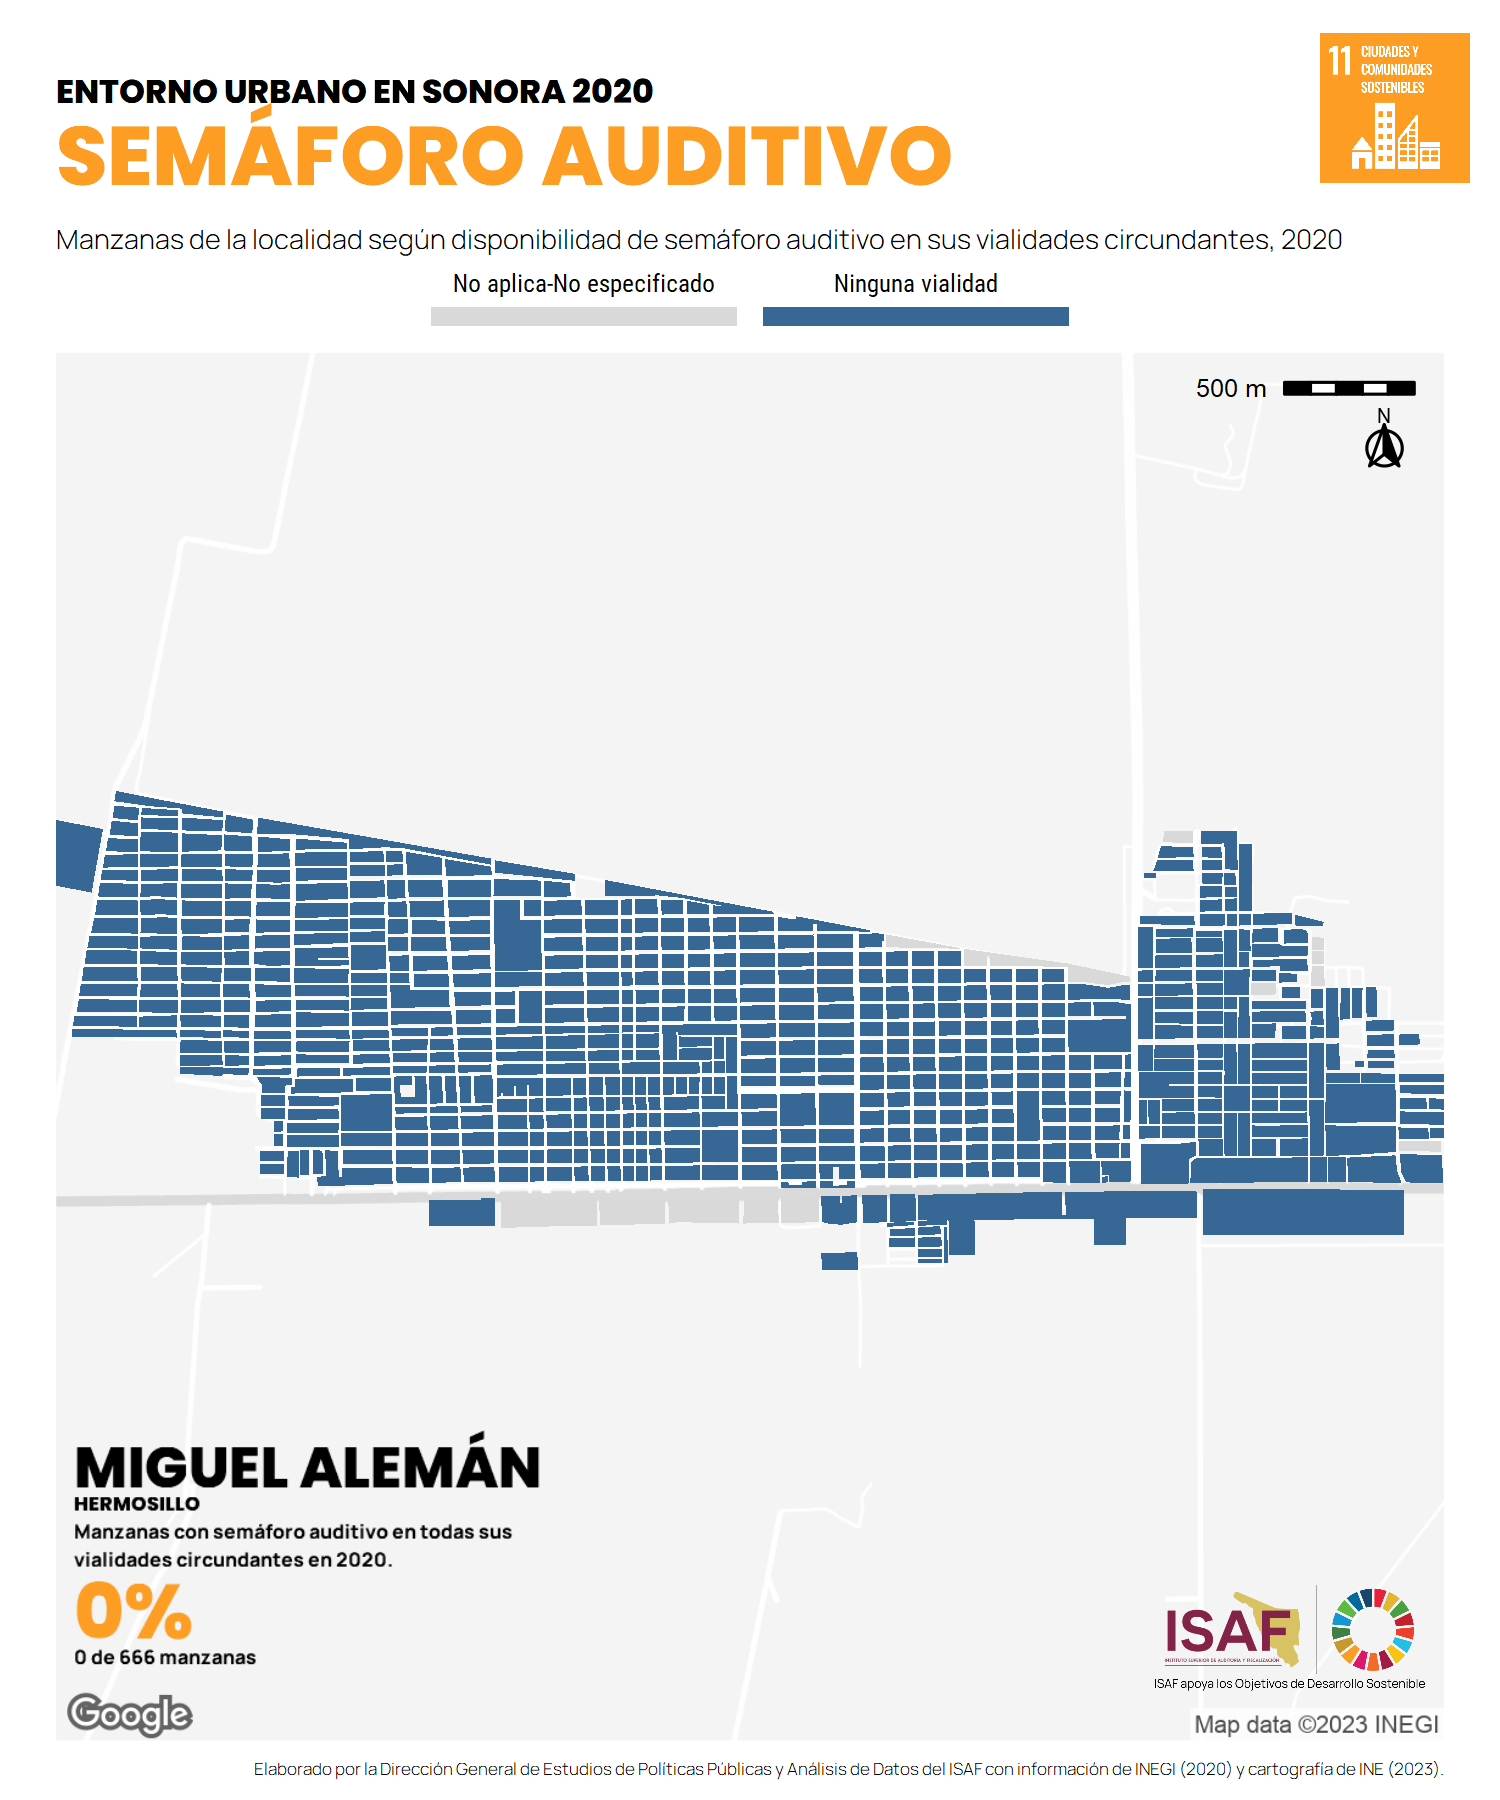 ENTORNO URBANO EN SONORA 2020
SEMÁFORO AUDITIVO
11 CIUDADES Y
COMUNIDADES
SOSTENIBLES
Manzanas de la localidad según disponibilidad de semáforo auditivo en sus vialidades circundantes, 2020
No aplica-No especificado
Ninguna vialidad
500 m
N
MIGUEL ALEMÁN
HERMOSILLO
Manzanas con semáforo auditivo en todas sus
vialidades circundantes en 2020.
0%
0 de 666 manzanas
Google
ISAF
INSTITUTO SUPERIOR DE AUDITORÍA Y FISCALIZACIÓN
ISAF apoya los Objetivos de Desarrollo Sostenible
Map data ©2023 INEGI
Elaborado por la Dirección General de Estudios de Políticas Públicas y Análisis de Datos del ISAF con información de INEGI (2020) y cartografía de INE (2023).